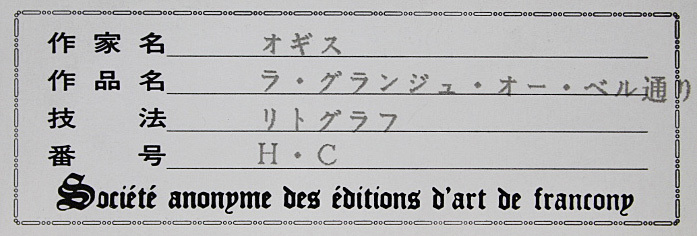 作家名 オギス
作品名 ラ・グランジュ・オー・ベル通り
技法 リトグラフ
番号 H・C
Société anonyme des éditions d'art de francony